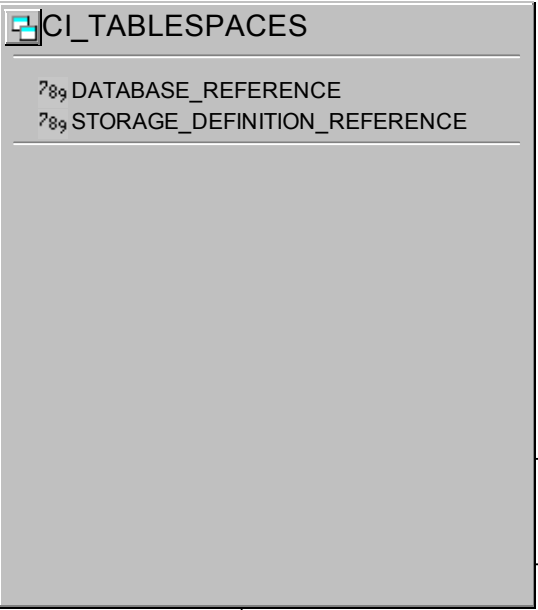 CI_TABLESPACES
789 DATABASE_REFERENCE
789 STORAGE_DEFINITION_REFERENCE